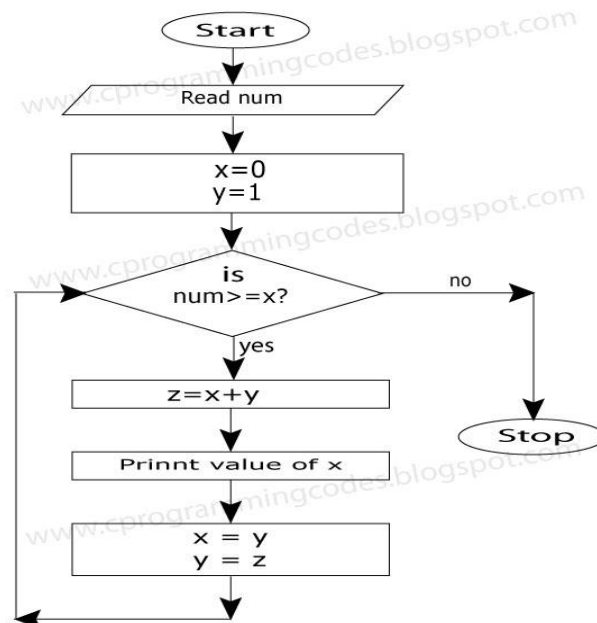 Start
www.cprogrammingcodes.blogspot.com
Read num
x=0
y=1
www.cprogrammingcodes.blogspot.com
is
num>=x?
no
yes
z=x+y
Stop
Prinnt value of x
www.cprogrammingcodes.blogspot.com
x = y
y = z